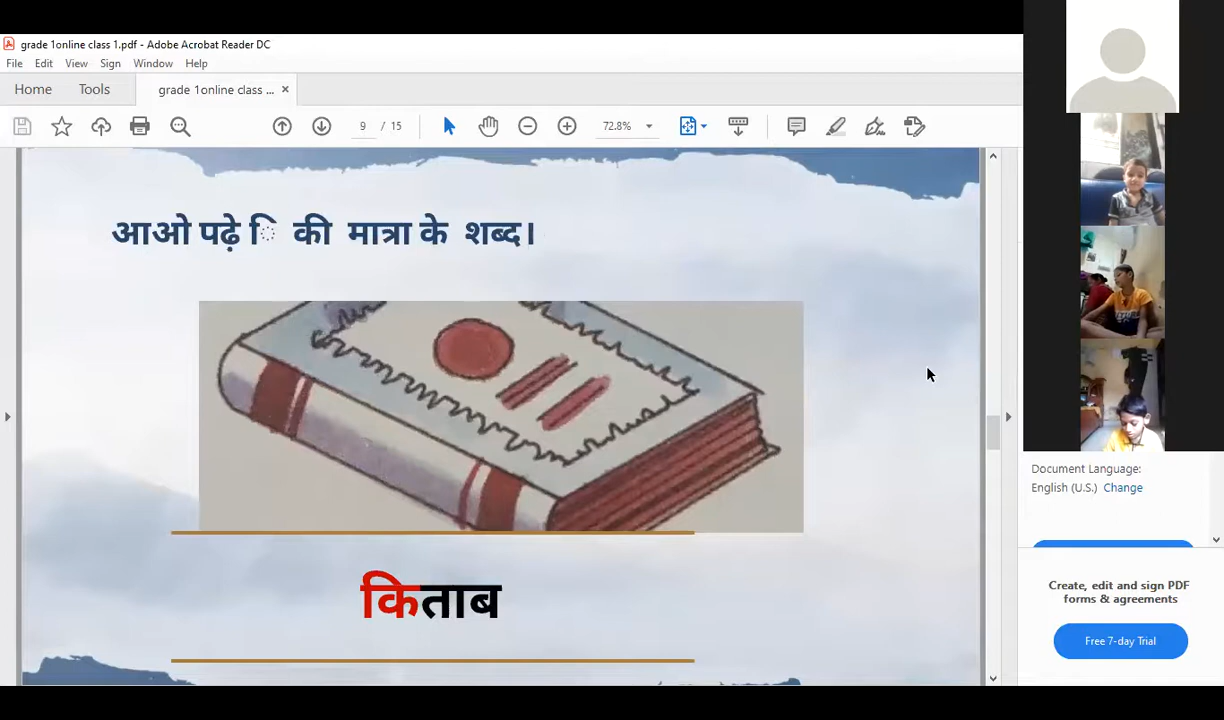 grade 1online class 1.pdf - Adobe Acrobat Reader DC
File Edit View Sign Window Help
Home Tools grade 1online class ... ×
9 / 15 72.8%
आओ पढ़े ि की मात्रा के शब्द।
किताब
Document Language:
English (U.S.) Change
Create, edit and sign PDF
forms & agreements
Free 7-day Trial